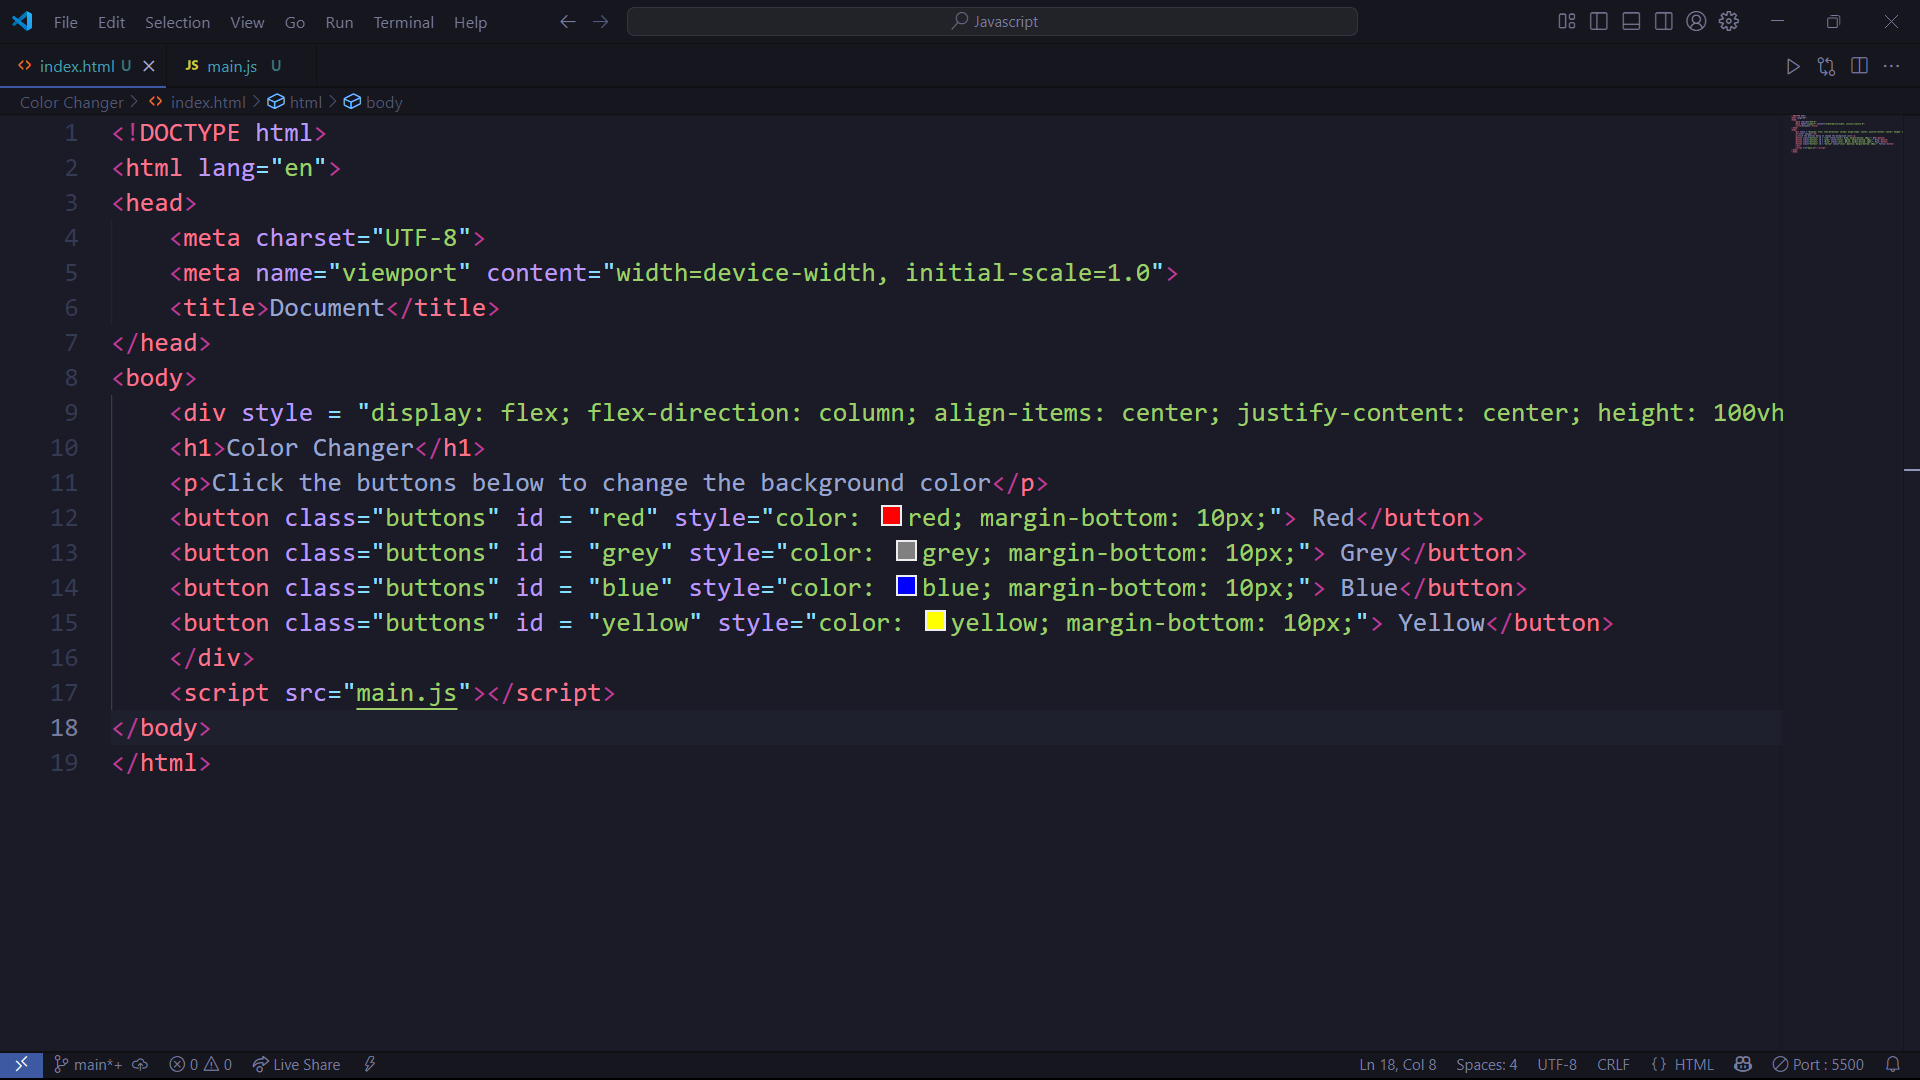 File Edit Selection View Go Run Terminal Help Javascript
index.html U JS main.js U
Color Changer > index.html > html > body
1 <!DOCTYPE html>
2 <html lang="en">
3 <head>
4 <meta charset="UTF-8">
5 <meta name="viewport" content="width=device-width, initial-scale=1.0">
6 <title>Document</title>
7 </head>
8 <body>
9 <div style = "display: flex; flex-direction: column; align-items: center; justify-content: center; height: 100vh
10 <h1>Color Changer</h1>
11 <p>Click the buttons below to change the background color</p>
12 <button class="buttons" id = "red" style="color: red; margin-bottom: 10px;"> Red</button>
13 <button class="buttons" id = "grey" style="color: grey; margin-bottom: 10px;"> Grey</button>
14 <button class="buttons" id = "blue" style="color: blue; margin-bottom: 10px;"> Blue</button>
15 <button class="buttons" id = "yellow" style="color: yellow; margin-bottom: 10px;"> Yellow</button>
16 </div>
17 <script src="main.js"></script>
18 </body>
19 </html>
main*+ 0 0 Live Share Ln 18, Col 8 Spaces: 4 UTF-8 CRLF {} HTML Port : 5500